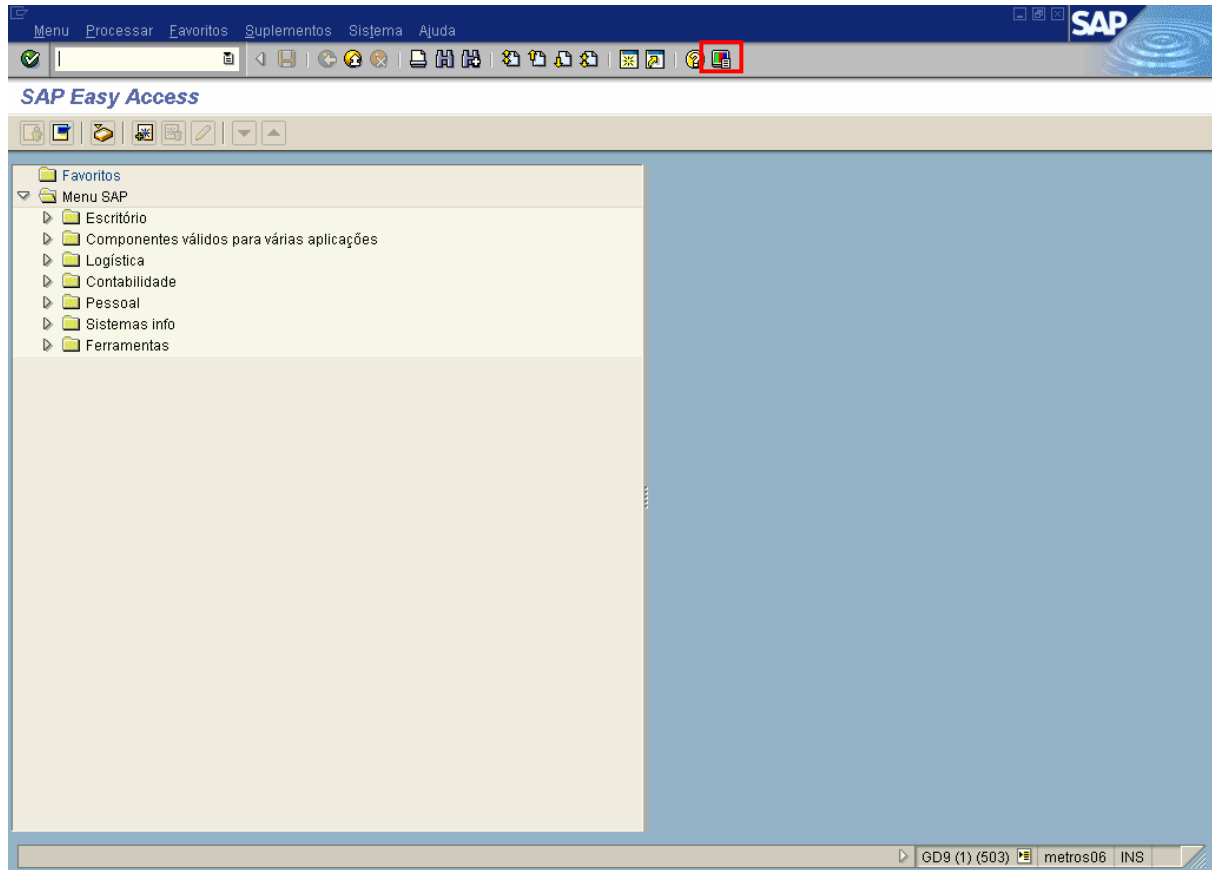 Menu Processar Favoritos Suplementos Sistema Ajuda
SAP
SAP Easy Access
Favoritos
Menu SAP
Escritório
Componentes válidos para várias aplicações
Logística
Contabilidade
Pessoal
Sistemas info
Ferramentas
GD9 (1) (503) metros06 INS